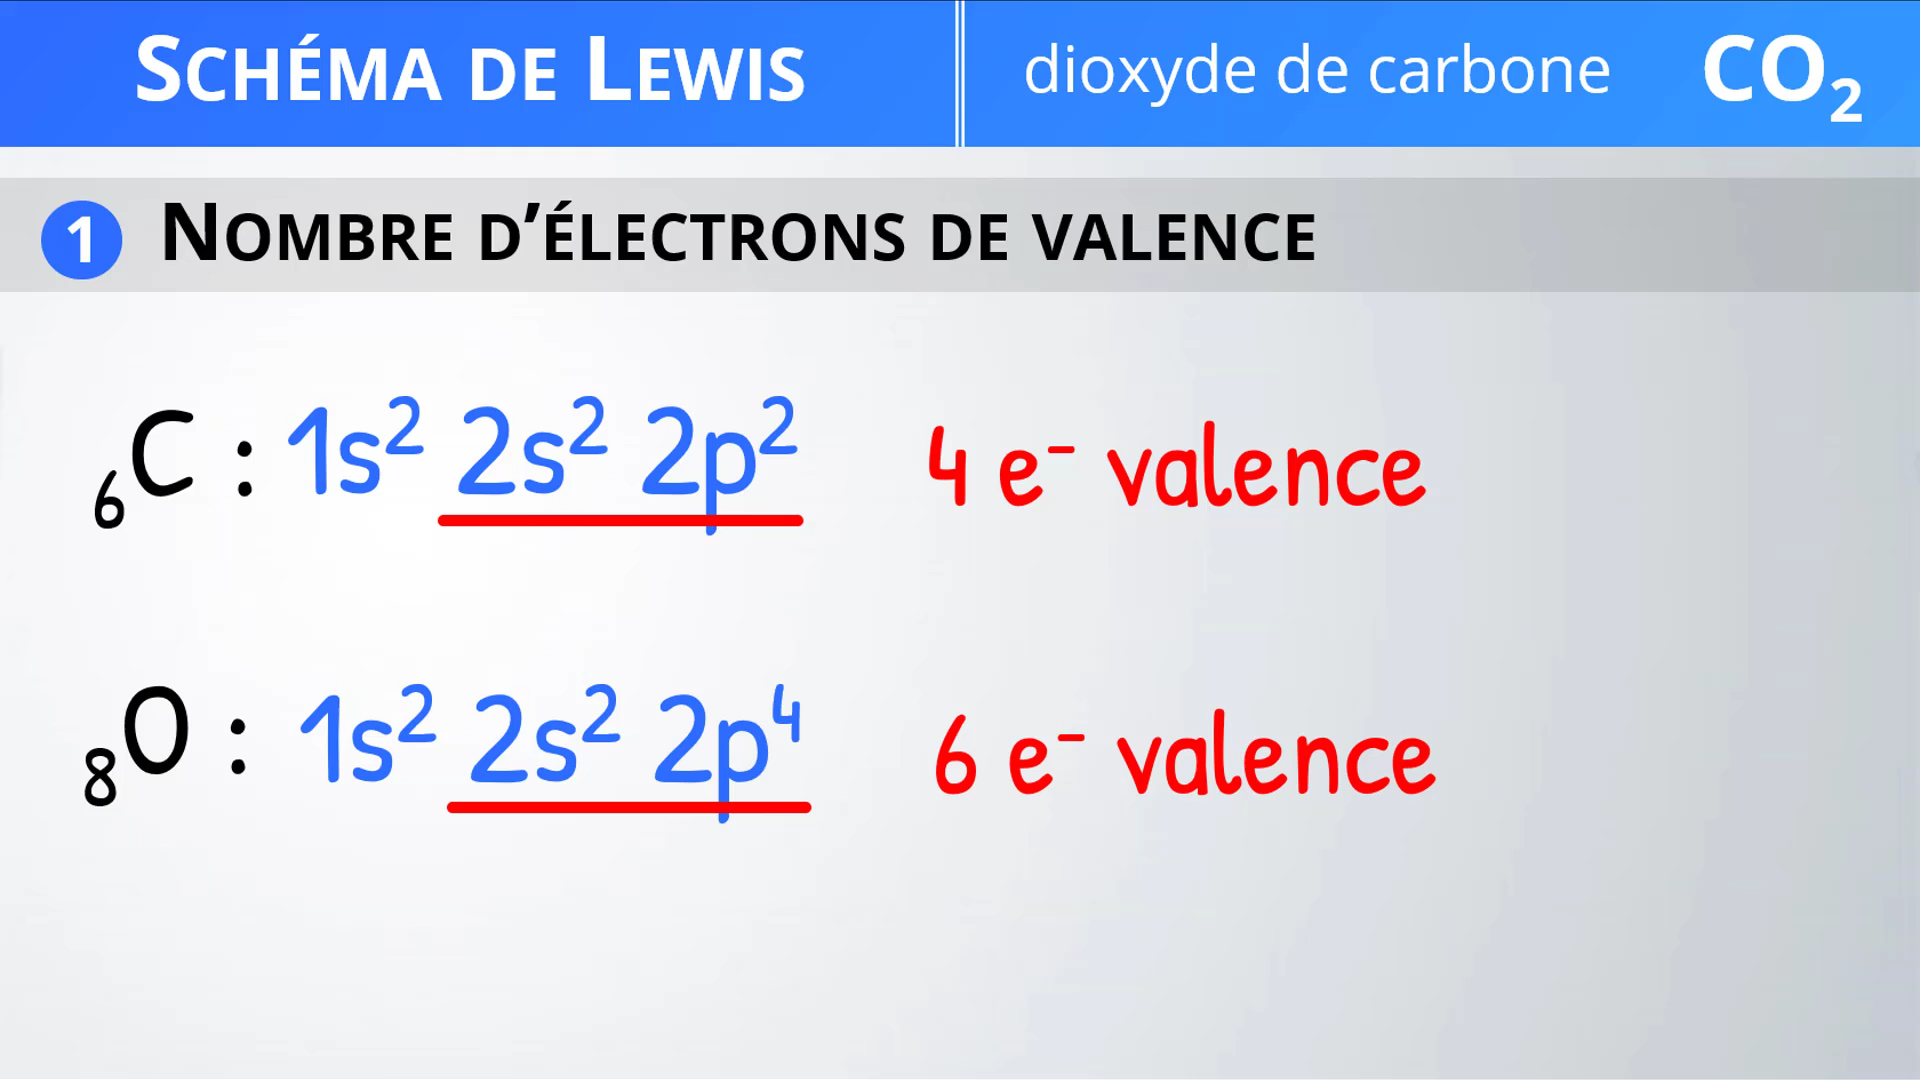 SCHÉMA DE LEWIS
dioxyde de carbone CO₂
1 NOMBRE D’ÉLECTRONS DE VALENCE
₆C : 1s² 2s² 2p² 4 e⁻ valence
₈O : 1s² 2s² 2p⁴ 6 e⁻ valence